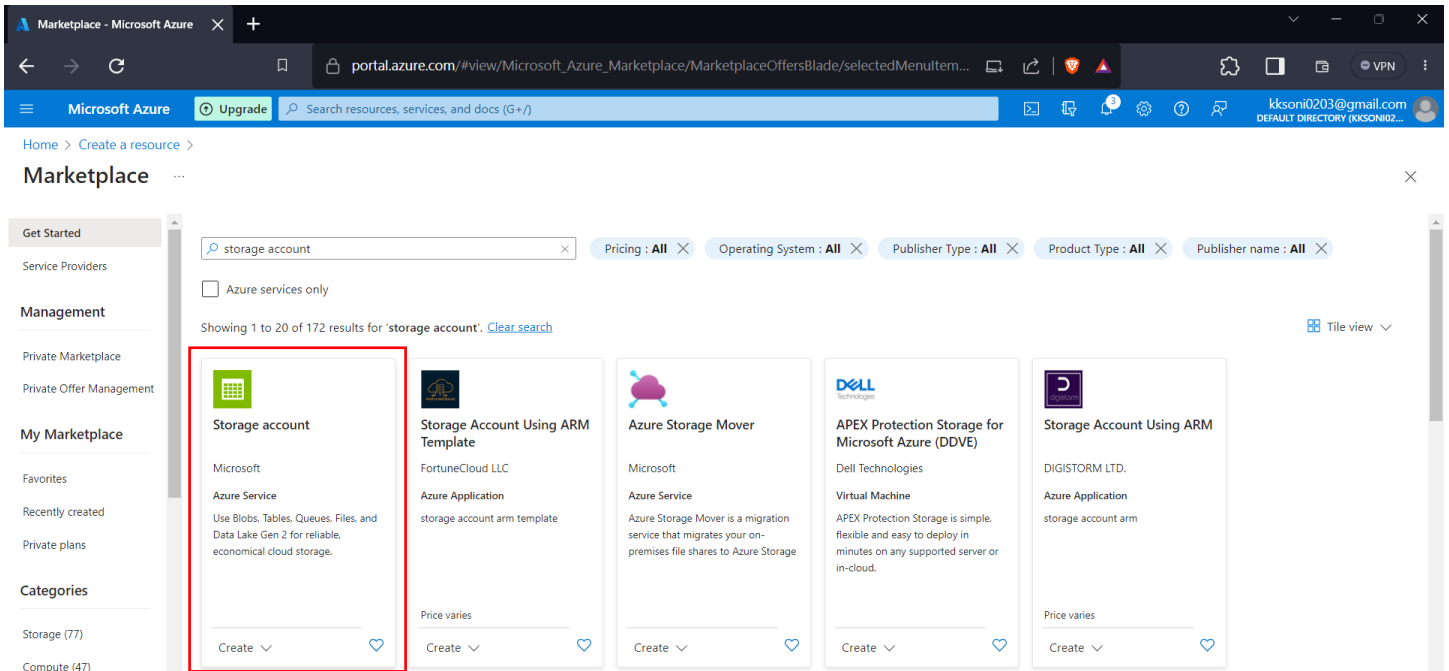 Marketplace - Microsoft Azure
portal.azure.com/#view/Microsoft_Azure_Marketplace/MarketplaceOffersBlade/selectedMenuItem...
VPN
Microsoft Azure
Upgrade
Search resources, services, and docs (G+/)
3
kksoni0203@gmail.com
DEFAULT DIRECTORY (KKSONI02...
Home > Create a resource >
Marketplace ...
Get Started
Service Providers
Management
Private Marketplace
Private Offer Management
My Marketplace
Favorites
Recently created
Private plans
Categories
Storage (77)
Compute (47)
storage account
Pricing : All
Operating System : All
Publisher Type : All
Product Type : All
Publisher name : All
Azure services only
Showing 1 to 20 of 172 results for 'storage account'. Clear search
Tile view
Storage account
Microsoft
Azure Service
Use Blobs, Tables, Queues, Files, and
Data Lake Gen 2 for reliable,
economical cloud storage.
Create
Storage Account Using ARM
Template
FortuneCloud LLC
Azure Application
storage account arm template
Price varies
Create
Azure Storage Mover
Microsoft
Azure Service
Azure Storage Mover is a migration
service that migrates your on-
premises file shares to Azure Storage
Create
DELL
Technologies
APEX Protection Storage for
Microsoft Azure (DDVE)
Dell Technologies
Virtual Machine
APEX Protection Storage is simple,
flexible and easy to deploy in
minutes on any supported server or
in-cloud.
Create
digistorm
Storage Account Using ARM
DIGISTORM LTD.
Azure Application
storage account arm
Price varies
Create